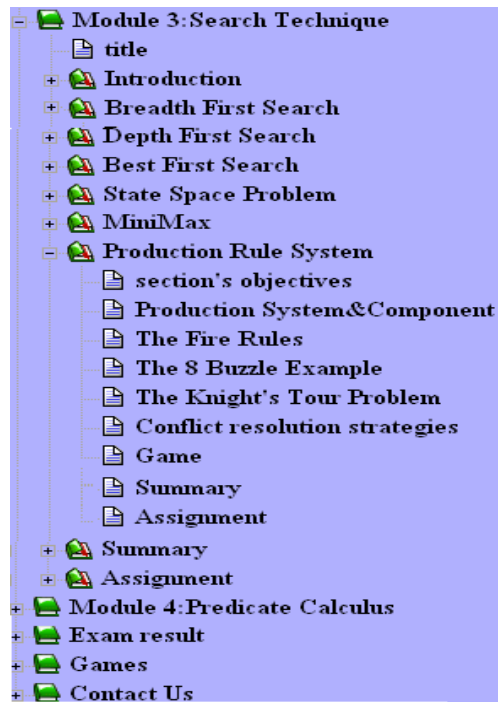 Module 3:Search Technique
title
Introduction
Breadth First Search
Depth First Search
Best First Search
State Space Problem
MiniMax
Production Rule System
section's objectives
Production System&Component
The Fire Rules
The 8 Buzzle Example
The Knight's Tour Problem
Conflict resolution strategies
Game
Summary
Assignment
Summary
Assignment
Module 4:Predicate Calculus
Exam result
Games
Contact Us